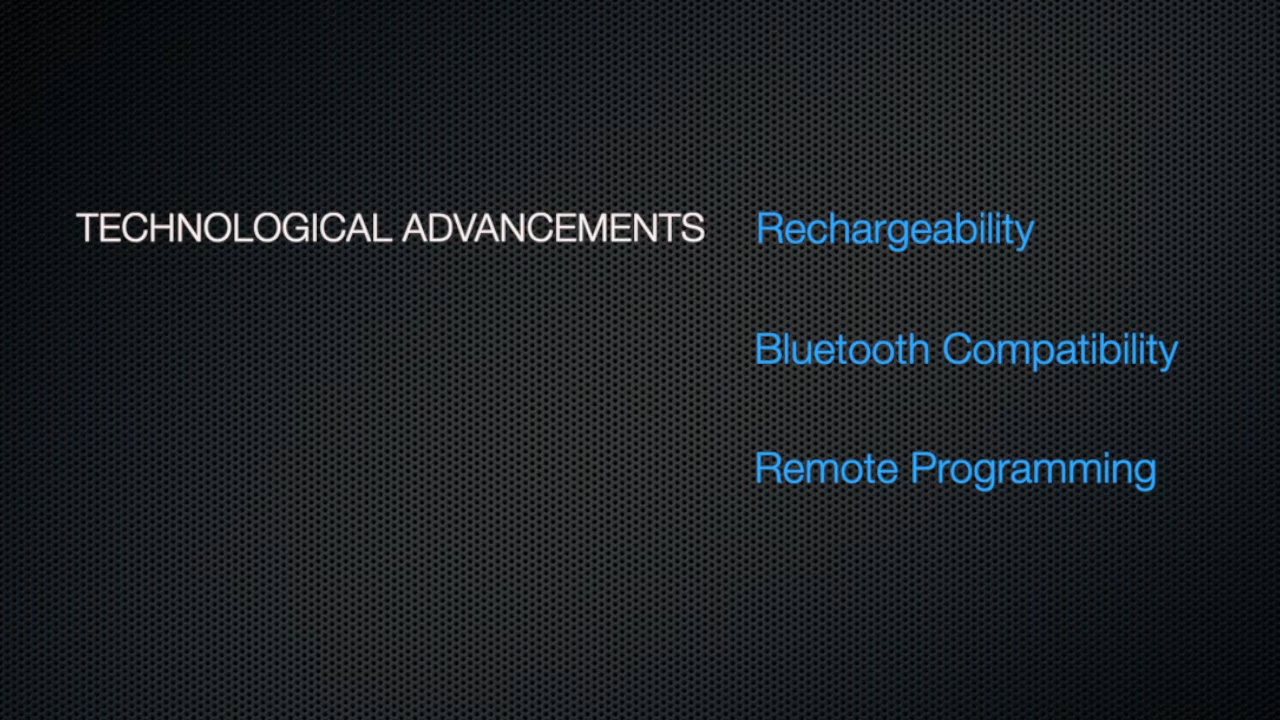 TECHNOLOGICAL ADVANCEMENTS Rechargeability
Bluetooth Compatibility
Remote Programming